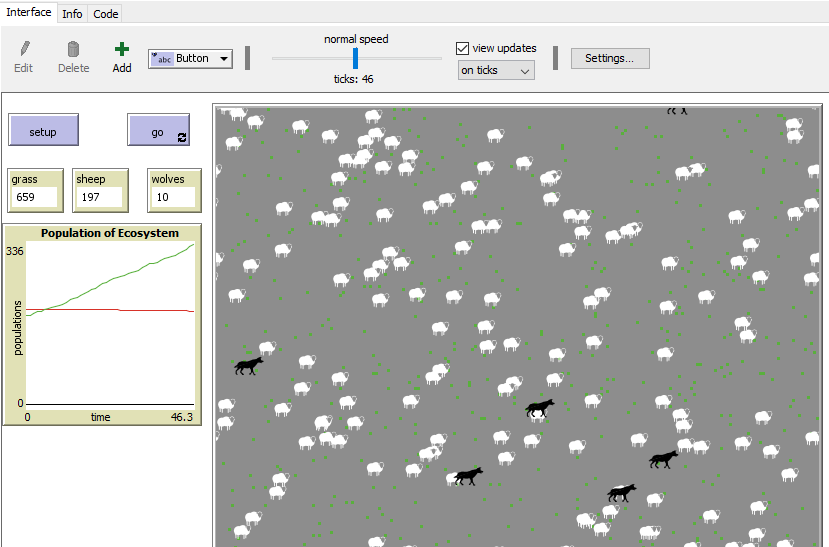 Interface Info Code
normal speed
view updates
Edit Delete Add abc Button
ticks: 46
on ticks
Settings...
setup go
grass sheep wolves
659 197 10
Population of Ecosystem
336
populations
0
0 time 46.3